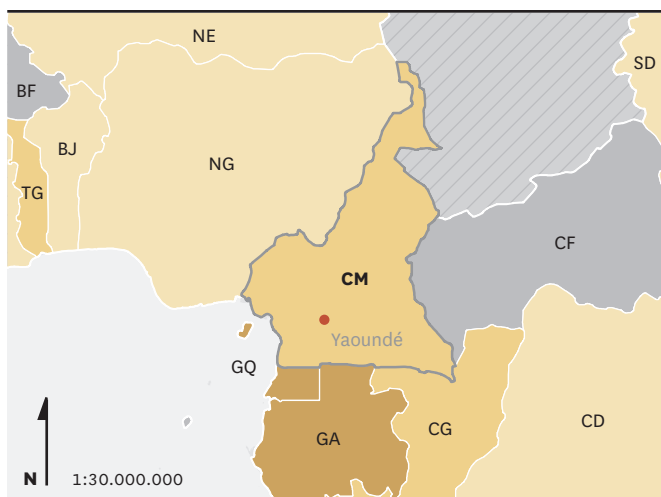 NE
SD
BF
BJ
NG
TG
CF
CM
Yaoundé
GQ
GA
CG
CD
N 1:30.000.000